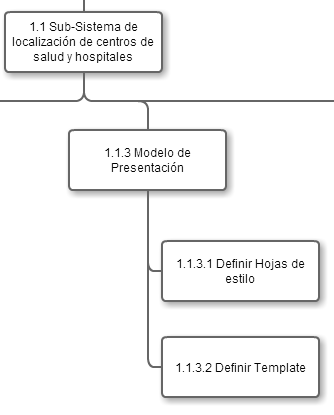 1.1 Sub-Sistema de
localización de centros de
salud y hospitales
1.1.3 Modelo de
Presentación
1.1.3.1 Definir Hojas de
estilo
1.1.3.2 Definir Template